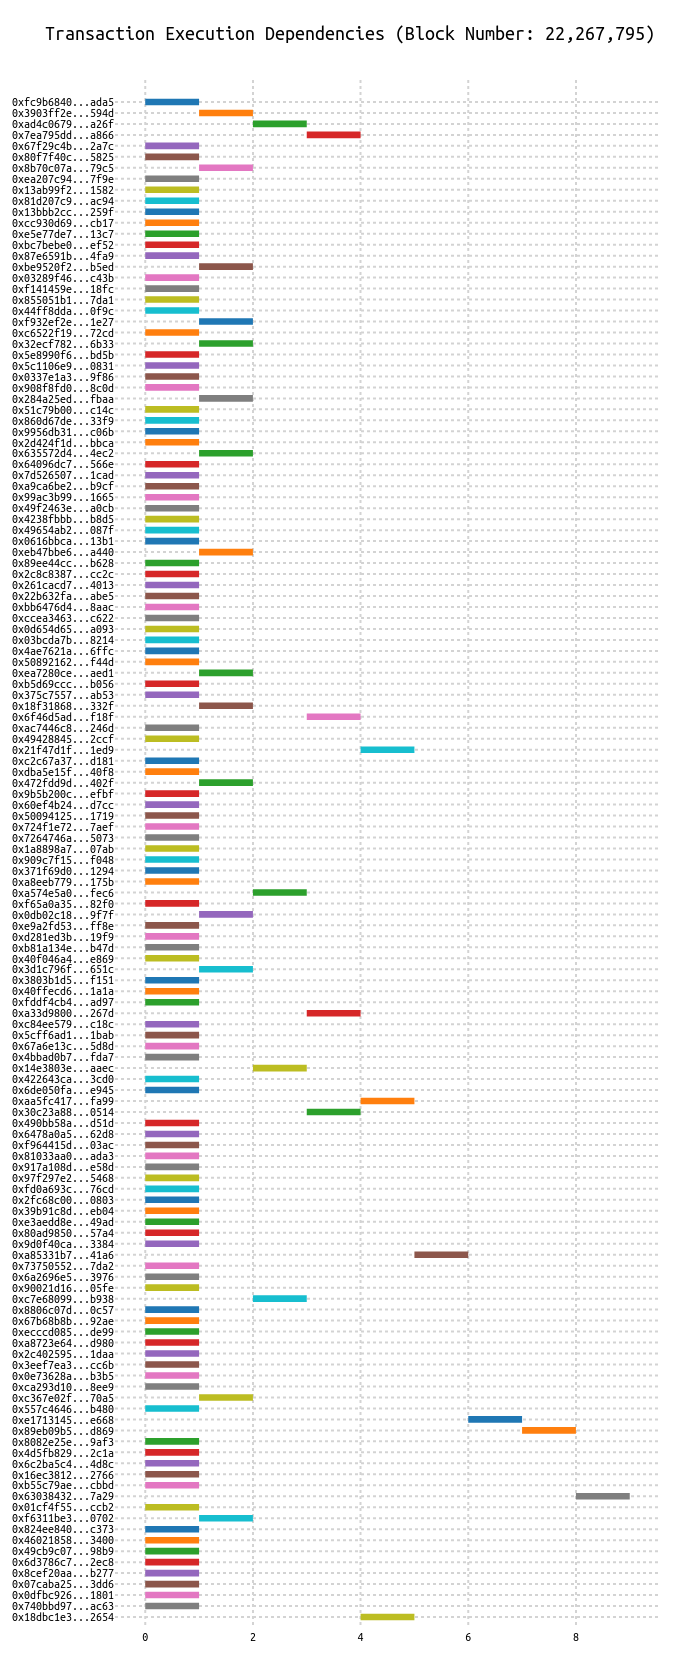 Transaction Execution Dependencies (Block Number: 22,267,795)
0xfc9b6840...ada5
0x3903ff2e...594d
0xad4c0679...a26f
0x7ea795dd...a866
0x67f29c4b...2a7c
0x80f7f40c...5825
0x8b70c07a...79c5
0xea207c94...7f9e
0x13ab99f2...1582
0x81d207c9...ac94
0x13bbb2cc...259f
0xcc930d69...cb17
0xe5e77de7...13c7
0xbc7bebe0...ef52
0x87e6591b...4fa9
0xbe9520f2...b5ed
0x03289f46...c43b
0xf141459e...18fc
0x855051b1...7da1
0x44ff8dda...0f9c
0xf932ef2e...1e27
0xc6522f19...72cd
0x32ecf782...6b33
0x5e8990f6...bd5b
0x5c1106e9...0831
0x0337e1a3...9f86
0x908f8fd0...8c0d
0x284a25ed...fbaa
0x51c79b00...c14c
0x860d67de...33f9
0x9956db31...c06b
0x2d424f1d...bbca
0x635572d4...4ec2
0x64096dc7...566e
0x7d526507...1cad
0xa9ca6be2...b9cf
0x99ac3b99...1665
0x49f2463e...a0cb
0x4238fbbb...b8d5
0x49654ab2...087f
0x0616bbca...13b1
0xeb47bbe6...a440
0x89ee44cc...b628
0x2c8c8387...cc2c
0x261cacd7...4013
0x22b632fa...abe5
0xbb6476d4...8aac
0xccea3463...c622
0x0d654d65...a093
0x03bcda7b...8214
0x4ae7621a...6ffc
0x50892162...f44d
0xea7280ce...aed1
0xb5d69ccc...b056
0x375c7557...ab53
0x18f31868...332f
0x6f46d5ad...f18f
0xac7446c8...246d
0x49428845...2ccf
0x21f47d1f...1ed9
0xc2c67a37...d181
0xdba5e15f...40f8
0x472fdd9d...402f
0x9b5b200c...efbf
0x60ef4b24...d7cc
0x50094125...1719
0x724f1e72...7aef
0x7264746a...5073
0x1a8898a7...07ab
0x909c7f15...f048
0x371f69d0...1294
0xa8eeb779...175b
0xa574e5a0...fec6
0xf65a0a35...82f0
0x0db02c18...9f7f
0xe9a2fd53...ff8e
0xd281ed3b...19f9
0xb81a134e...b47d
0x40f046a4...e869
0x3d1c796f...651c
0x3803b1d5...f151
0x40ffecd6...1a1a
0xfddf4cb4...ad97
0xa33d9800...267d
0xc84ee579...c18c
0x5cff6ad1...1bab
0x67a6e13c...5d8d
0x4bbad0b7...fda7
0x14e3803e...aaec
0x422643ca...3cd0
0x6de050fa...e945
0xaa5fc417...fa99
0x30c23a88...0514
0x490bb58a...d51d
0x6478a0a5...62d8
0xf964415d...03ac
0x81033aa0...ada3
0x917a108d...e58d
0x97f297e2...5468
0xfd0a693c...76cd
0x2fc68c00...0803
0x39b91c8d...eb04
0xe3aedd8e...49ad
0x80ad9850...57a4
0x9d0f40ca...3384
0xa85331b7...41a6
0x73750552...7da2
0x6a2696e5...3976
0x90021d16...05fe
0xc7e68099...b938
0x8806c07d...0c57
0x67b68b8b...92ae
0xecccd085...de99
0xa8723e64...d980
0x2c402595...1daa
0x3eef7ea3...cc6b
0x0e73628a...b3b5
0xca293d10...8ee9
0xc367e02f...70a5
0x557c4646...b480
0xe1713145...e668
0x89eb09b5...d869
0x8082e25e...9af3
0x4d5fb829...2c1a
0x6c2ba5c4...4d8c
0x16ec3812...2766
0xb55c79ae...cbbd
0x63038432...7a29
0x01cf4f55...ccb2
0xf6311be3...0702
0x824ee840...c373
0x46021858...3400
0x49cb9c07...98b9
0x6d3786c7...2ec8
0x8cef20aa...b277
0x07caba25...3dd6
0x0dfbc926...1801
0x740bbd97...ac63
0x18dbc1e3...2654
0 2 4 6 8